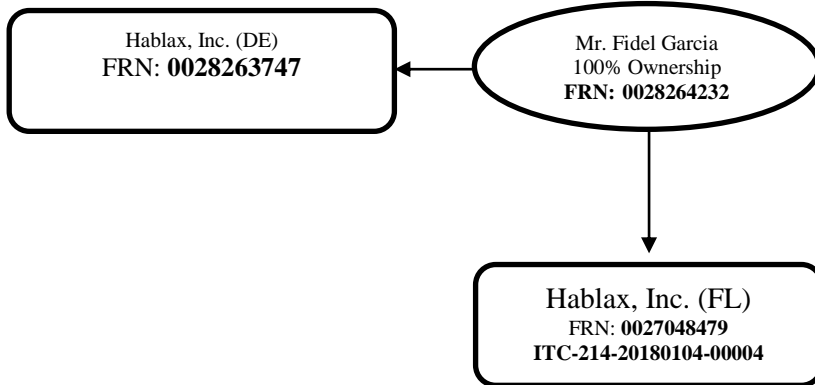 Hablax, Inc. (DE)
FRN: 0028263747
Mr. Fidel Garcia
100% Ownership
FRN: 0028264232
Hablax, Inc. (FL)
FRN: 0027048479
ITC-214-20180104-00004